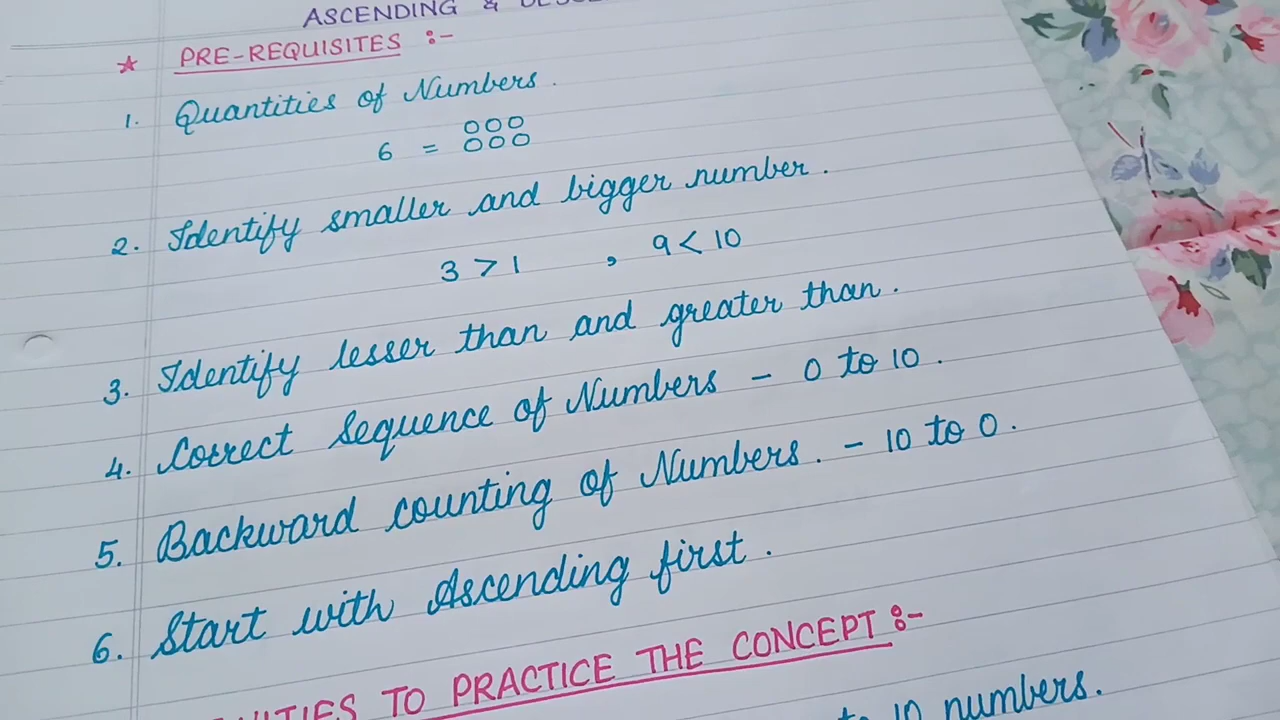 ASCENDING &
* PRE-REQUISITES :-
1. Quantities of Numbers.
6 = 000
000
2. Identify smaller and bigger number.
3 > 1 , 9 < 10
3. Identify lesser than and greater than.
4. Correct Sequence of Numbers - 0 to 10.
5. Backward counting of Numbers. - 10 to 0.
6. Start with Ascending first.
TO PRACTICE THE CONCEPT :-
10 numbers.